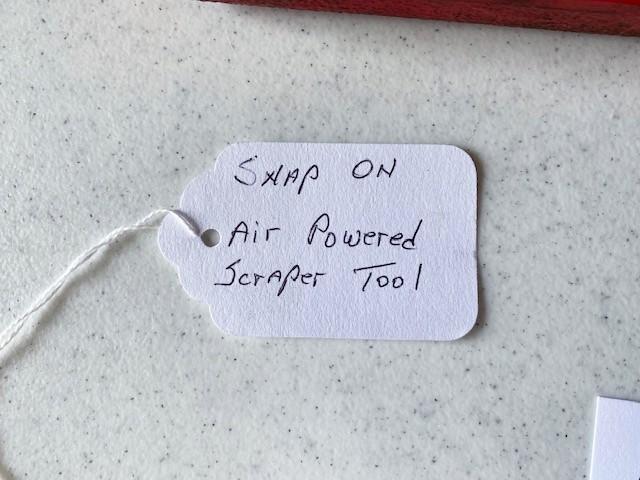 SNAP ON
Air Powered
Scraper Tool